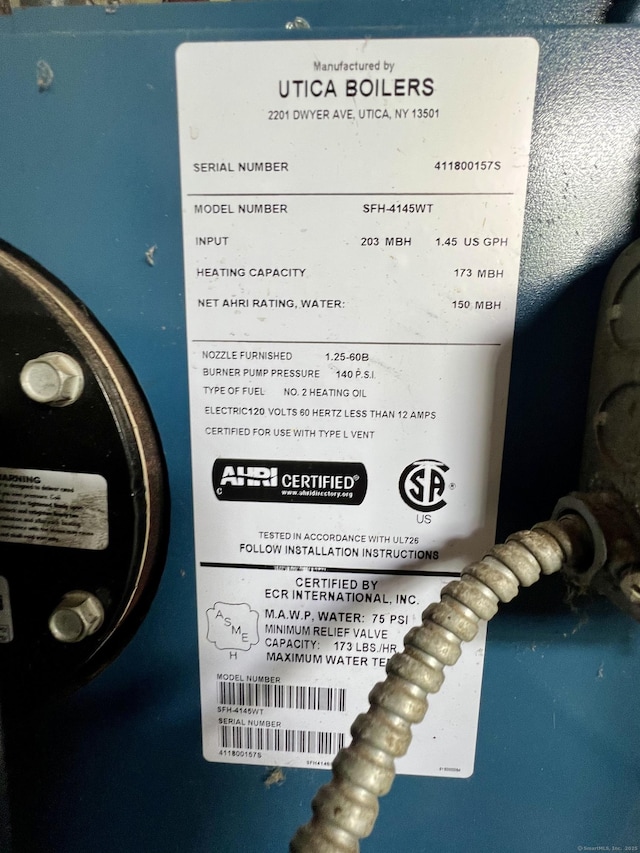 Manufactured by
UTICA BOILERS
2201 DWYER AVE, UTICA, NY 13501
SERIAL NUMBER 411800157S
MODEL NUMBER SFH-4145WT
INPUT 203 MBH 1.45 US GPH
HEATING CAPACITY 173 MBH
NET AHRI RATING, WATER: 150 MBH
NOZZLE FURNISHED 1.25-60B
BURNER PUMP PRESSURE 140 P.S.I.
TYPE OF FUEL NO. 2 HEATING OIL
ELECTRIC120 VOLTS 60 HERTZ LESS THAN 12 AMPS
CERTIFIED FOR USE WITH TYPE L VENT
C AHRI CERTIFIED®
www.ahridirectory.org
SA ®
US
TESTED IN ACCORDANCE WITH UL726
FOLLOW INSTALLATION INSTRUCTIONS
CERTIFIED BY
ECR INTERNATIONAL, INC.
ASME
H
M.A.W.P, WATER: 75 PSI
MINIMUM RELIEF VALVE
CAPACITY: 173 LBS./HR
MAXIMUM WATER TE
MODEL NUMBER
SFH-4145WT
SERIAL NUMBER
411800157S
WARNING
© SmartMLS, Inc. 2025